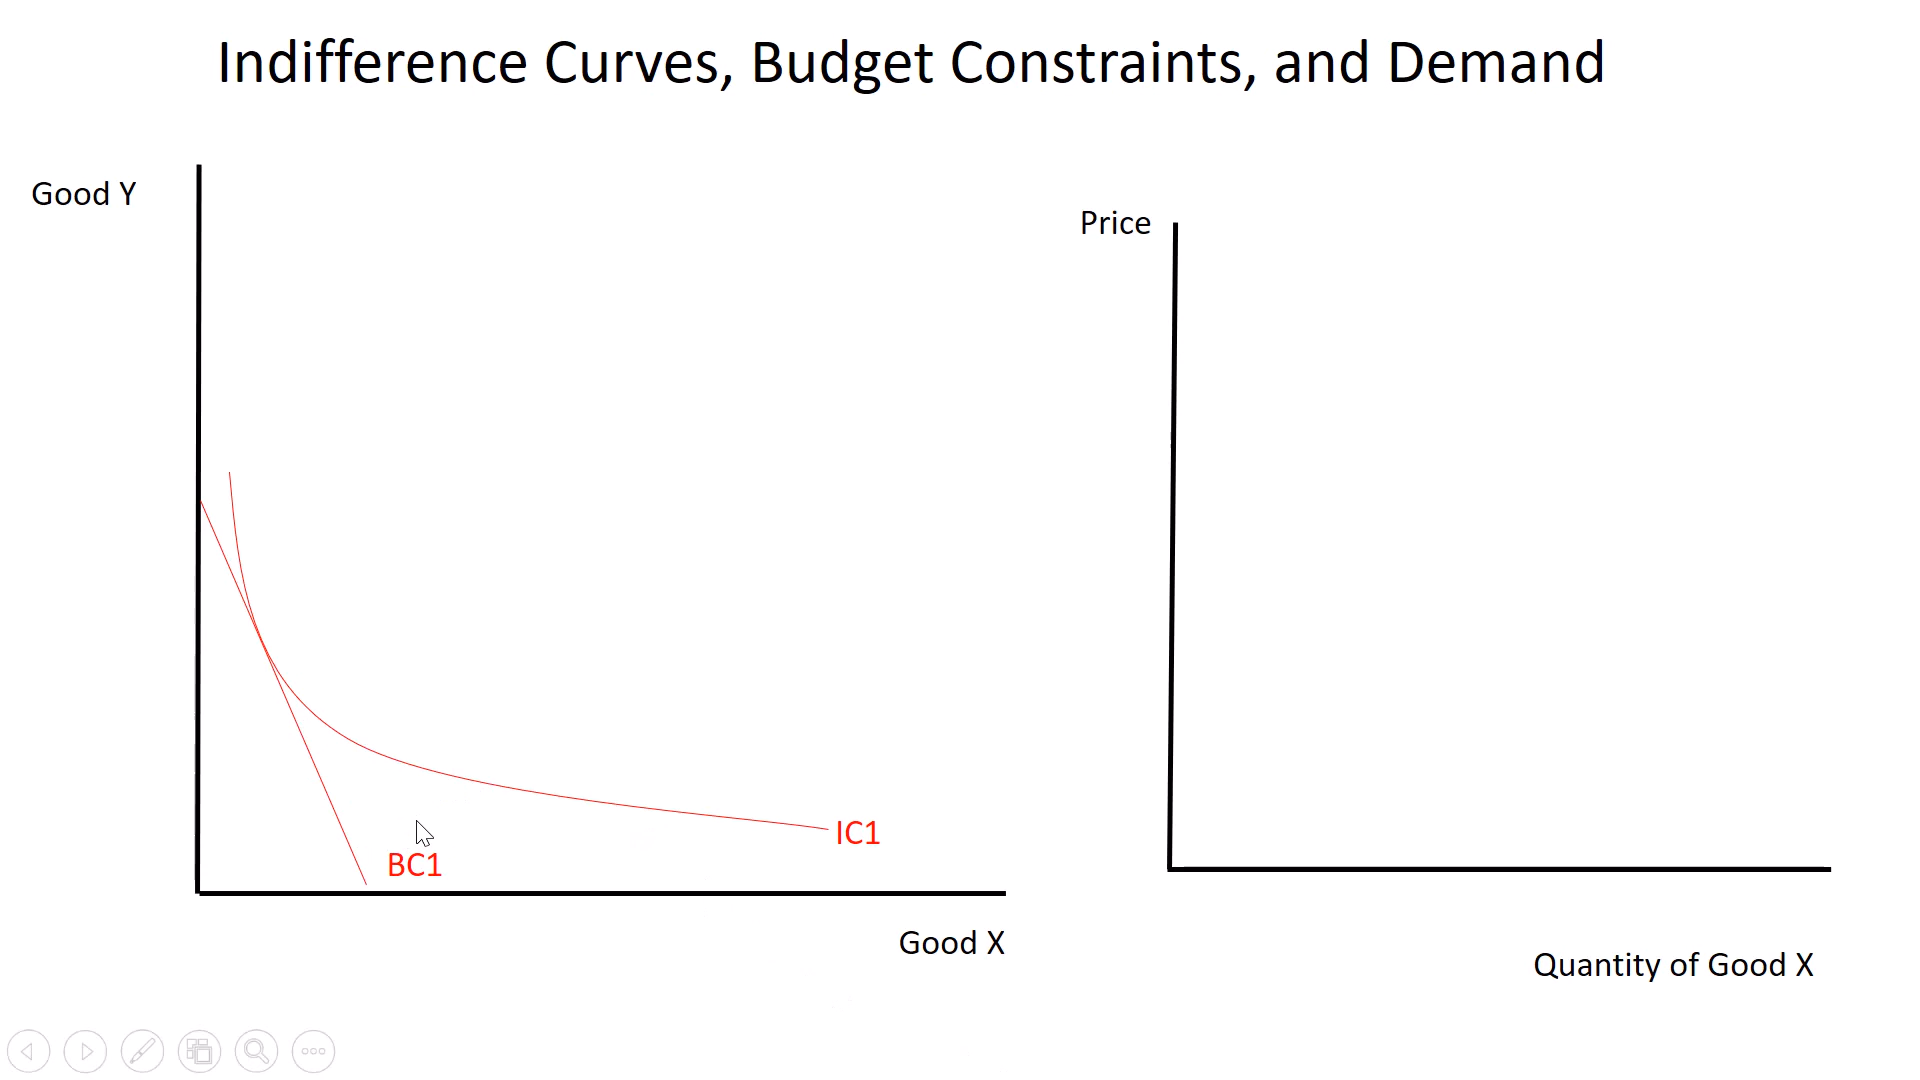 Indifference Curves, Budget Constraints, and Demand
Good Y
Price
IC1
BC1
Good X
Quantity of Good X